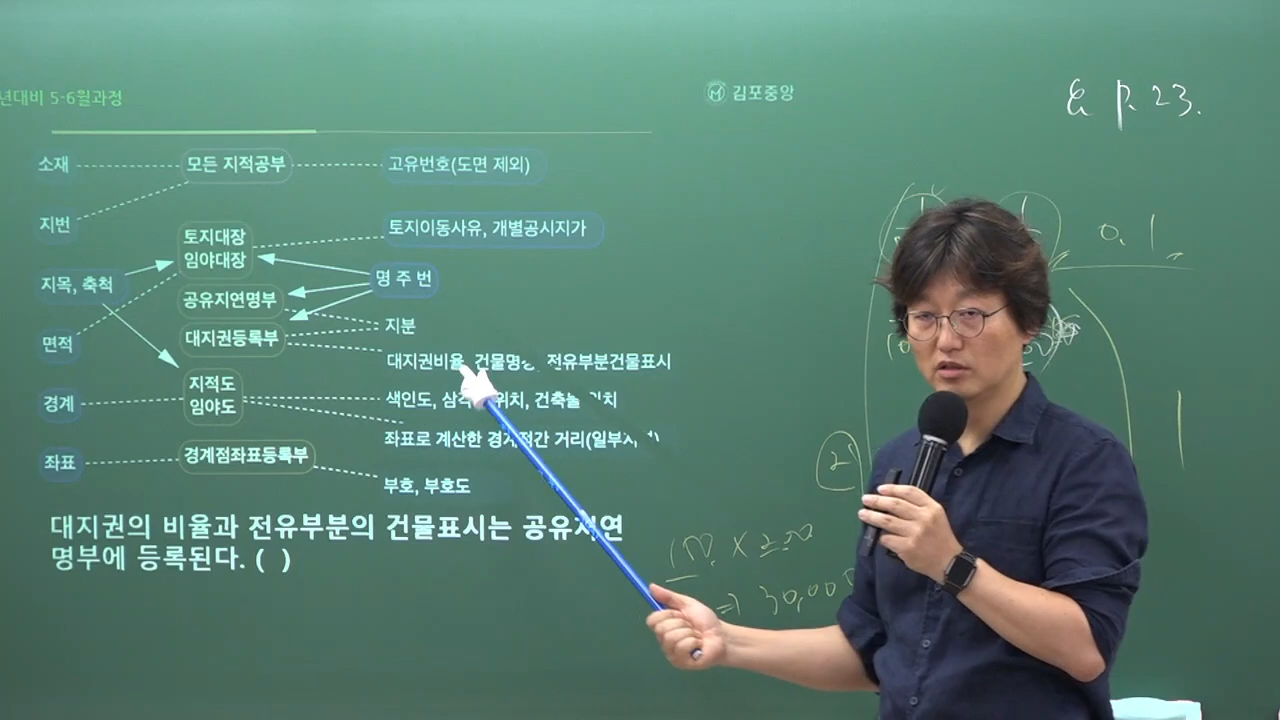 년대비 5-6월과정
김포중앙
& p.23.
소재
모든 지적공부
고유번호(도면 제외)
지번
토지대장
임야대장
토지이동사유, 개별공시지가
지목, 축척
명 주 번
공유지연명부
지분
대지권등록부
면적
대지권비율, 건물명칭, 전유부분건물표시
지적도
임야도
색인도,
위치, 건축물
경계
좌표로 계산한 경계점간 거리
좌표
경계점좌표등록부
부호, 부호도
대지권의 비율과 전유부분의 건물표시는 공유지연
명부에 등록된다. ( )
0.1
1
2
⇒ 30,000